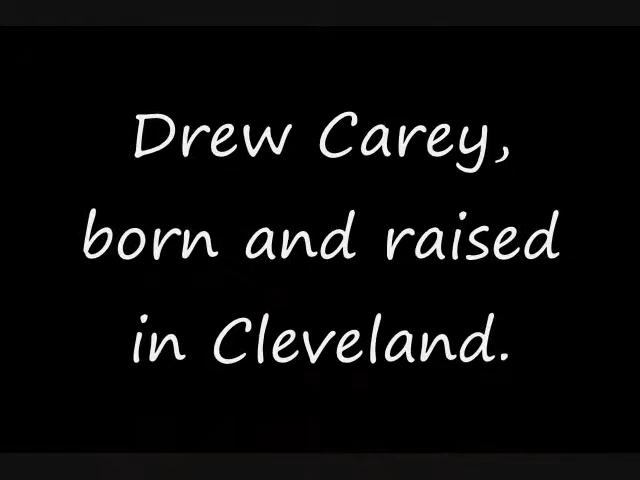 Drew Carey,
born and raised
in Cleveland.